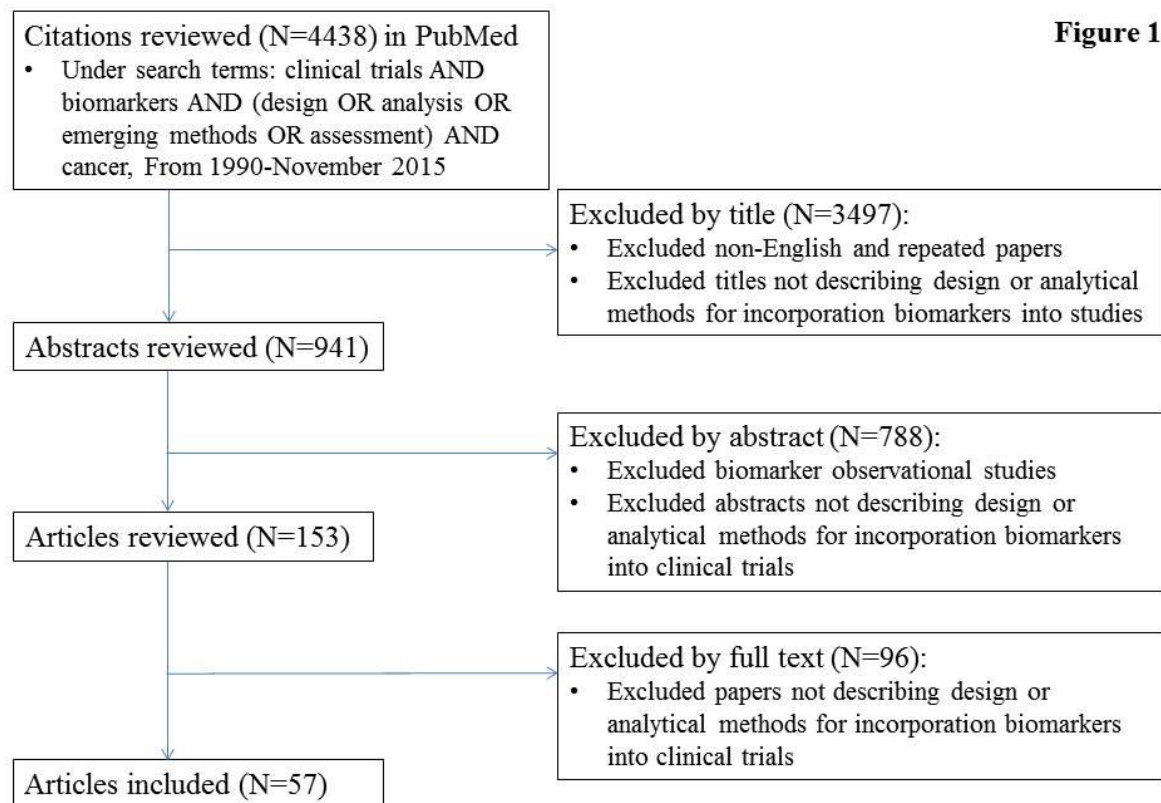 Figure 1
Citations reviewed (N=4438) in PubMed
• Under search terms: clinical trials AND
biomarkers AND (design OR analysis OR
emerging methods OR assessment) AND
cancer, From 1990-November 2015
Excluded by title (N=3497):
• Excluded non-English and repeated papers
• Excluded titles not describing design or analytical
methods for incorporation biomarkers into studies
Abstracts reviewed (N=941)
Excluded by abstract (N=788):
• Excluded biomarker observational studies
• Excluded abstracts not describing design or
analytical methods for incorporation biomarkers
into clinical trials
Articles reviewed (N=153)
Excluded by full text (N=96):
• Excluded papers not describing design or
analytical methods for incorporation biomarkers
into clinical trials
Articles included (N=57)